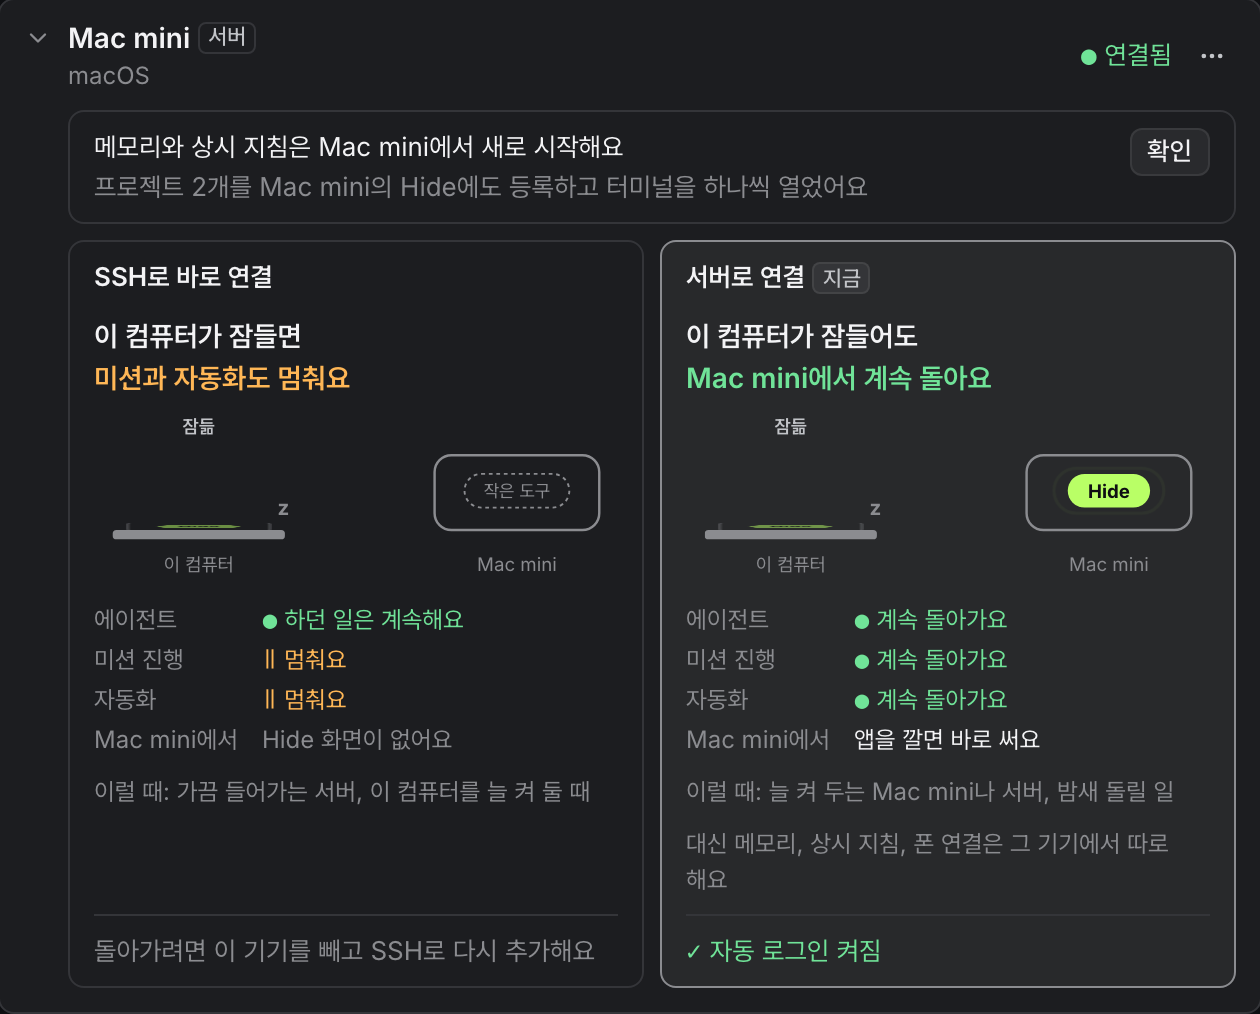 Mac mini 서버
macOS
연결됨
메모리와 상시 지침은 Mac mini에서 새로 시작해요
프로젝트 2개를 Mac mini의 Hide에도 등록하고 터미널을 하나씩 열었어요
확인
SSH로 바로 연결
이 컴퓨터가 잠들면
미션과 자동화도 멈춰요
잠듦
작은 도구
z
이 컴퓨터
Mac mini
에이전트 하던 일은 계속해요
미션 진행 멈춰요
자동화 멈춰요
Mac mini에서 Hide 화면이 없어요
이럴 때: 가끔 들어가는 서버, 이 컴퓨터를 늘 켜 둘 때
돌아가려면 이 기기를 빼고 SSH로 다시 추가해요
서버로 연결 지금
이 컴퓨터가 잠들어도
Mac mini에서 계속 돌아요
잠듦
Hide
z
이 컴퓨터
Mac mini
에이전트 계속 돌아가요
미션 진행 계속 돌아가요
자동화 계속 돌아가요
Mac mini에서 앱을 깔면 바로 써요
이럴 때: 늘 켜 두는 Mac mini나 서버, 밤새 돌릴 일
대신 메모리, 상시 지침, 폰 연결은 그 기기에서 따로
해요
✓ 자동 로그인 켜짐